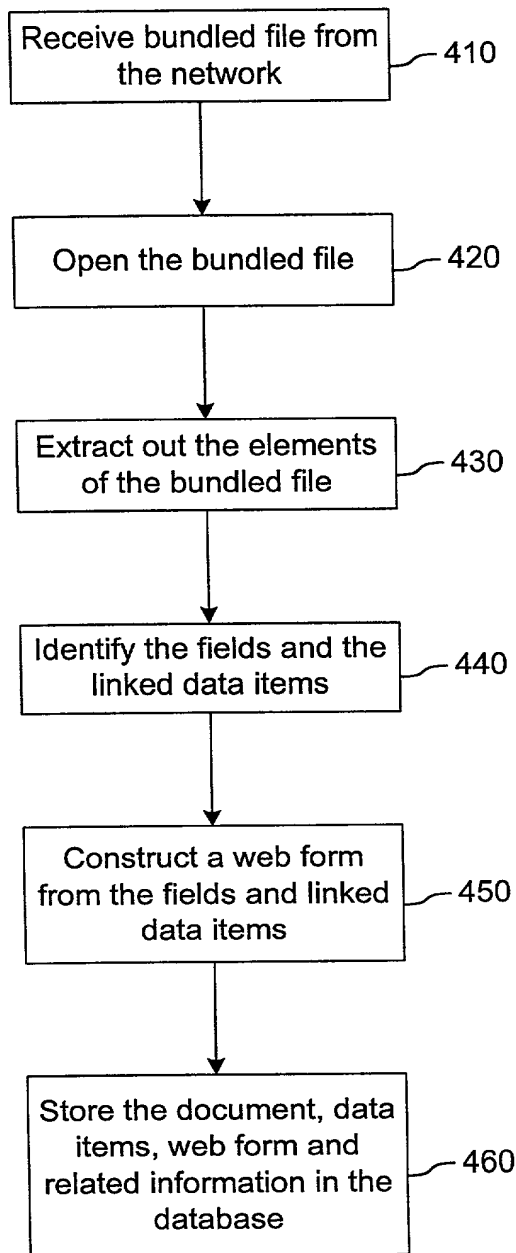 Receive bundled file from
the network
410
Open the bundled file
420
Extract out the elements
of the bundled file
430
Identify the fields and the
linked data items
440
Construct a web form
from the fields and linked
data items
450
Store the document, data
items, web form and
related information in the
database
460